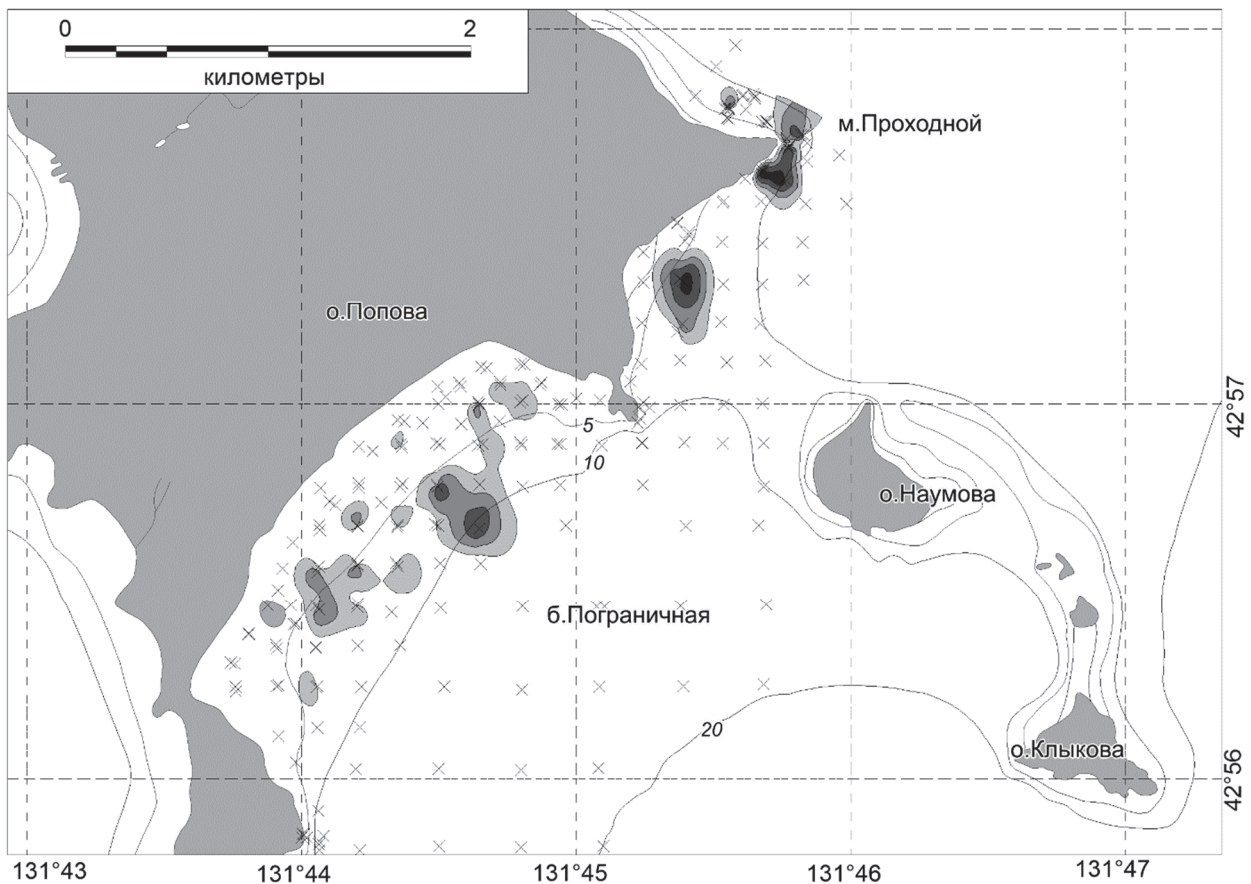 0 2
километры
м.Проходной
о.Попова
42°57
5
10
о.Наумова
б.Пограничная
20
о.Клыкова
42°56
131°43 131°44 131°45 131°46 131°47